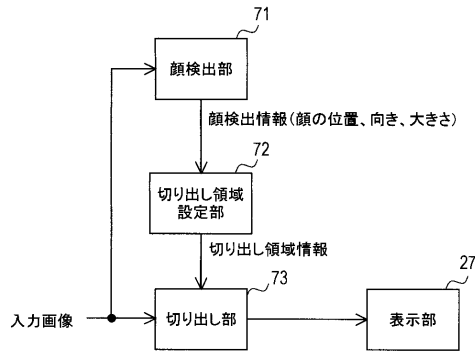 71
顔検出部
顔検出情報(顔の位置、向き、大きさ)
72
切り出し領域
設定部
切り出し領域情報
73
27
入力画像
切り出し部
表示部